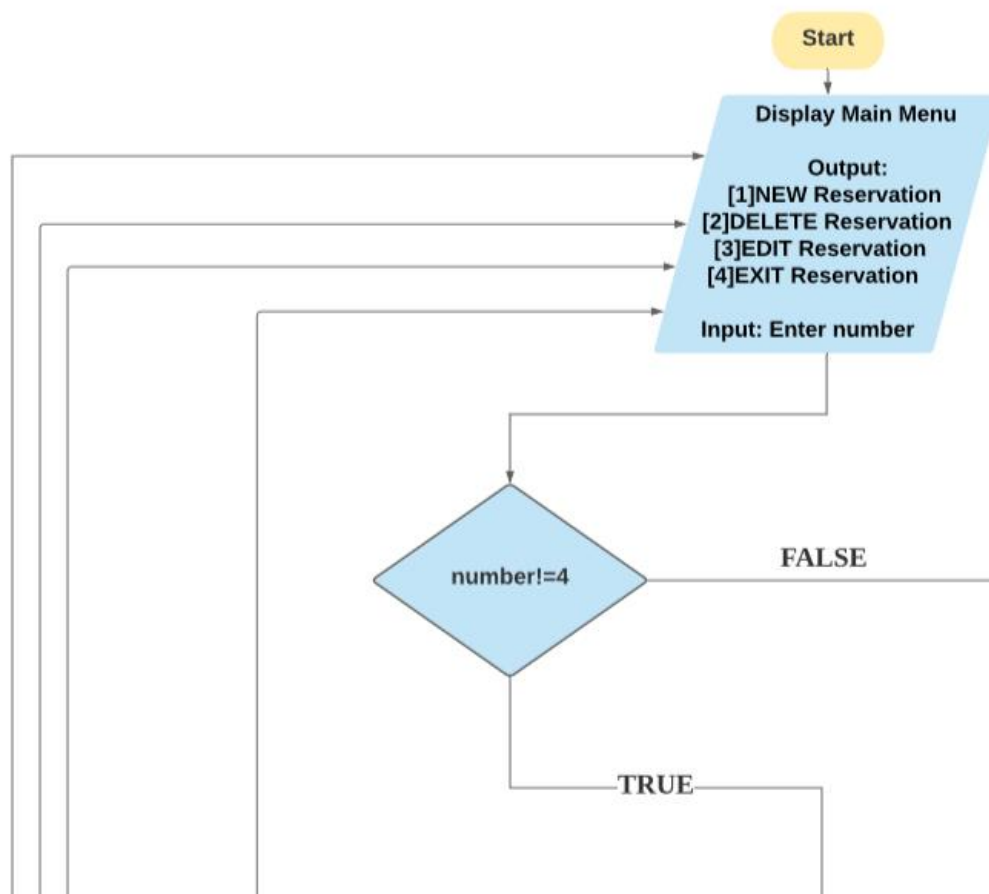 Start
Display Main Menu
Output:
[1]NEW Reservation
[2]DELETE Reservation
[3]EDIT Reservation
[4]EXIT Reservation
Input: Enter number
number!=4
FALSE
TRUE